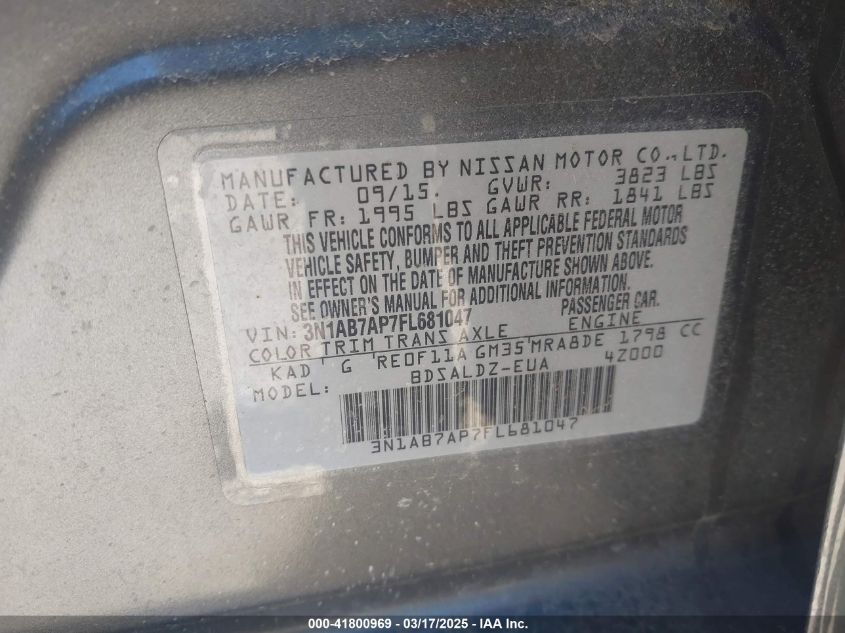 MANUFACTURED BY NISSAN MOTOR CO.,LTD.
DATE: 09/15. GVWR: 3823 LBS
GAWR FR: 1995 LBS GAWR RR: 1841 LBS
THIS VEHICLE CONFORMS TO ALL APPLICABLE FEDERAL MOTOR
VEHICLE SAFETY, BUMPER AND THEFT PREVENTION STANDARDS
IN EFFECT ON THE DATE OF MANUFACTURE SHOWN ABOVE.
SEE OWNER'S MANUAL FOR ADDITIONAL INFORMATION.
VIN: 3N1AB7AP7FL681047 PASSENGER CAR.
COLOR TRIM TRANS AXLE ENGINE
KAD G RE0F11A GM35 MRA8DE 1798 CC
MODEL: BDSALDZ-EUA 4Z000
3N1AB7AP7FL681047
000-41800969 - 03/17/2025 - IAAI.com